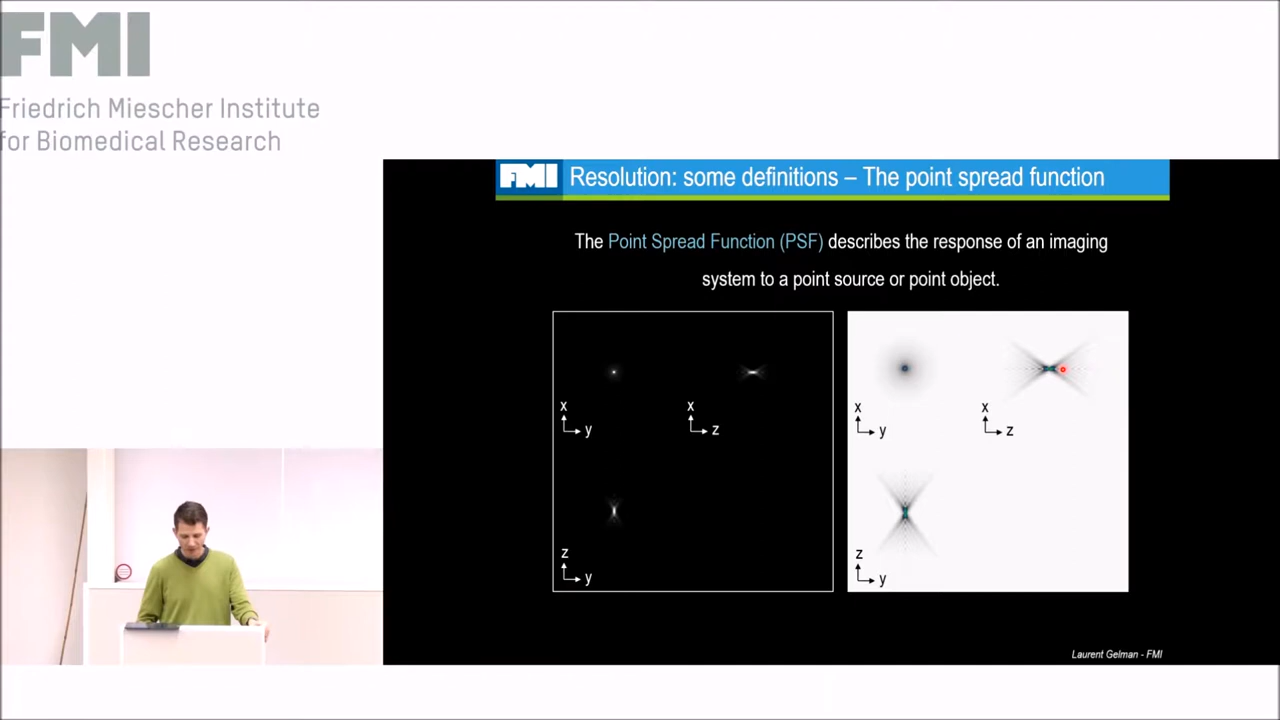 FMI
Friedrich Miescher Institute
for Biomedical Research
FMI Resolution: some definitions – The point spread function
The Point Spread Function (PSF) describes the response of an imaging
system to a point source or point object.
x
y
x
z
z
y
x
y
x
z
z
y
Laurent Gelman - FMI